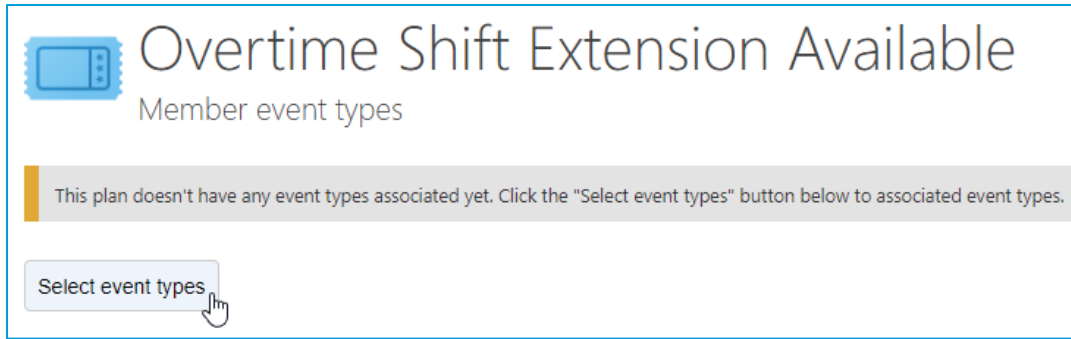 Overtime Shift Extension Available
Member event types
This plan doesn't have any event types associated yet. Click the "Select event types" button below to associated event types.
Select event types